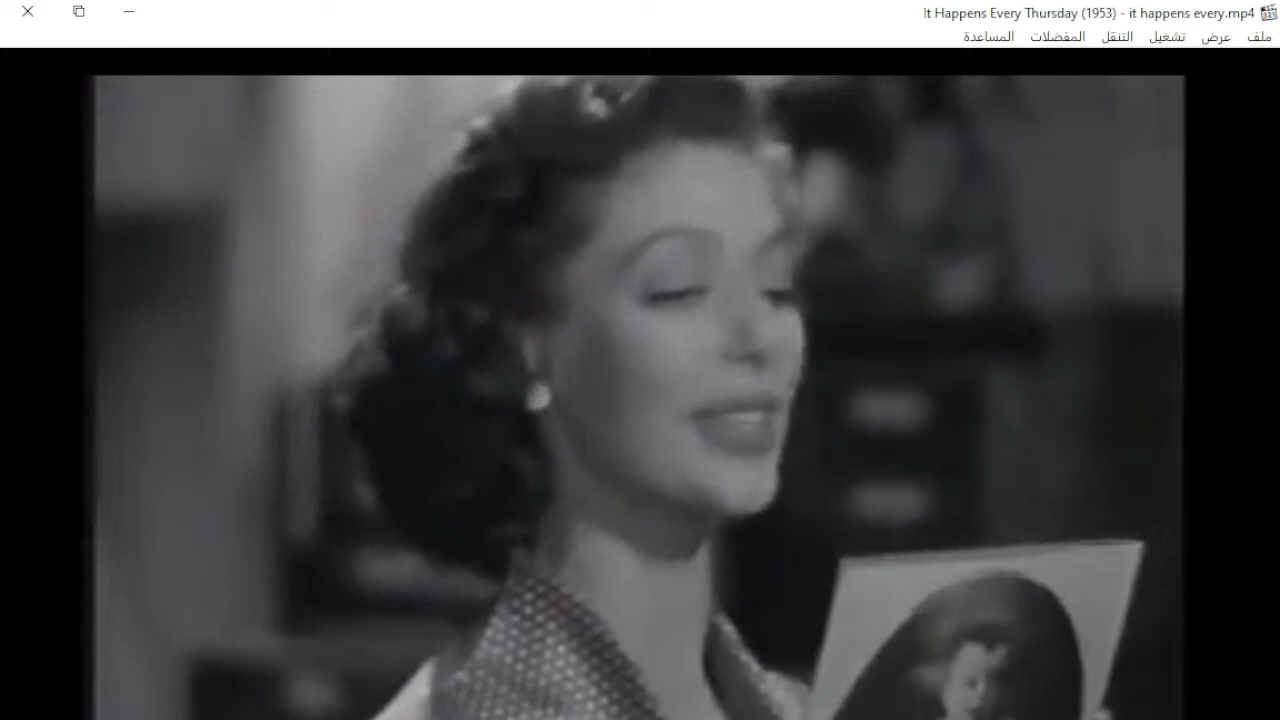 It Happens Every Thursday (1953) - it happens every.mp4
ملف عرض تشغيل التنقل المفضلات المساعدة